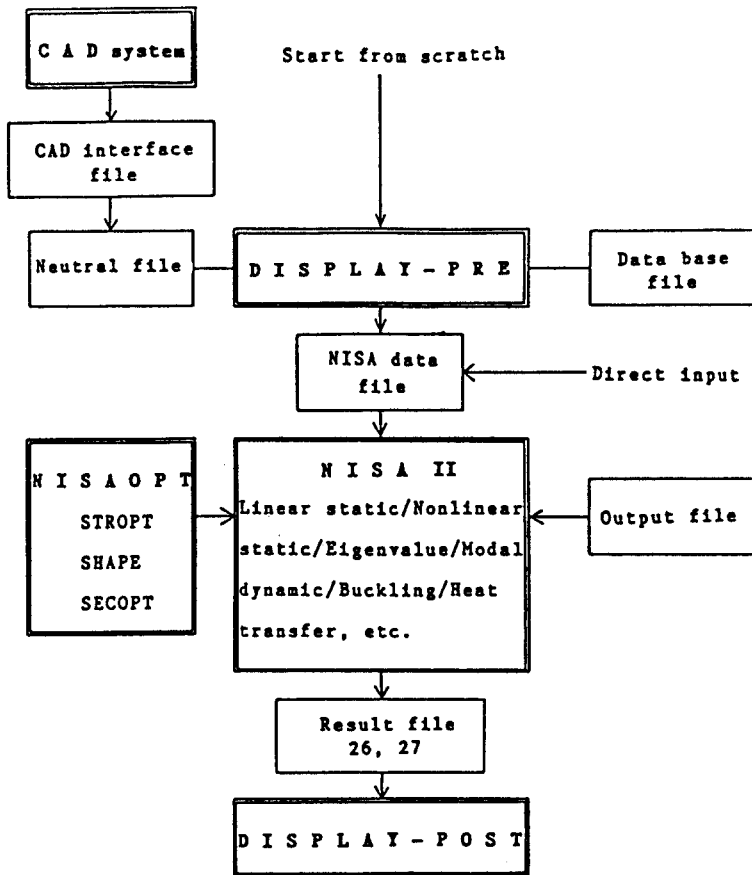 C A D system
Start from scratch
CAD interface
file
Neutral file
D I S P L A Y - P R E
Data base
file
NISA data
file
Direct input
N I S A O P T
STROPT
SHAPE
SECOPT
N I S A II
Linear static/Nonlinear
static/Eigenvalue/Modal
dynamic/Buckling/Heat
transfer, etc.
Output file
Result file
26, 27
D I S P L A Y - P O S T